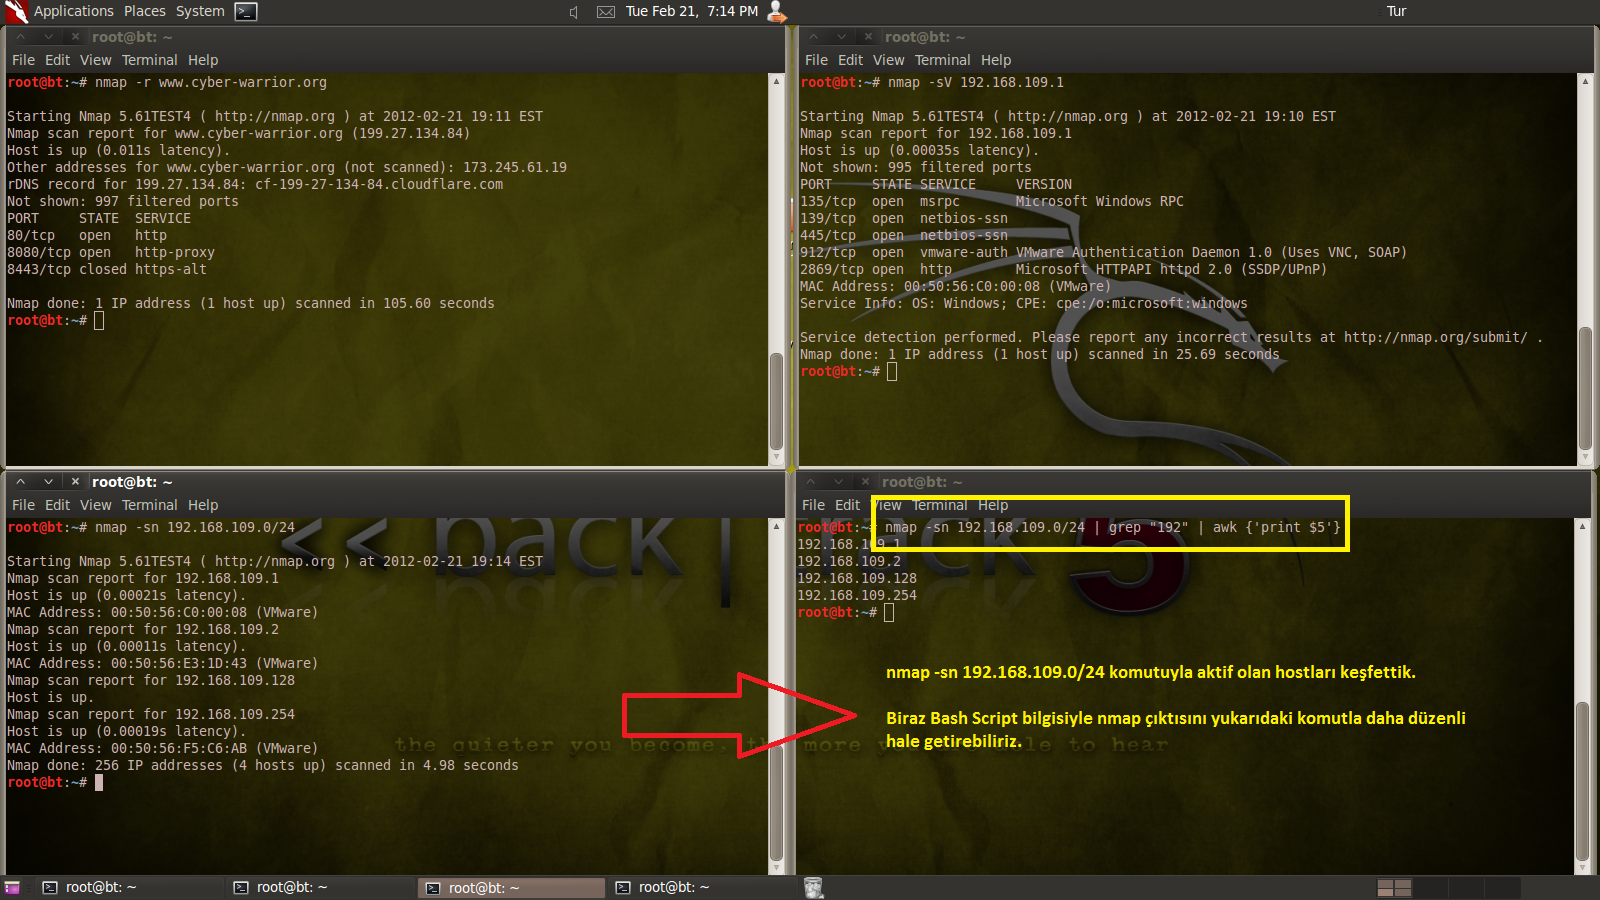 Applications Places System
Tue Feb 21, 7:14 PM
Tur
root@bt: ~
File Edit View Terminal Help
root@bt:~# nmap -r www.cyber-warrior.org
Starting Nmap 5.61TEST4 ( http://nmap.org ) at 2012-02-21 19:11 EST
Nmap scan report for www.cyber-warrior.org (199.27.134.84)
Host is up (0.011s latency).
Other addresses for www.cyber-warrior.org (not scanned): 173.245.61.19
rDNS record for 199.27.134.84: cf-199-27-134-84.cloudflare.com
Not shown: 997 filtered ports
PORT     STATE  SERVICE
80/tcp   open   http
8080/tcp open   http-proxy
8443/tcp closed https-alt
Nmap done: 1 IP address (1 host up) scanned in 105.60 seconds
root@bt:~#
root@bt: ~
File Edit View Terminal Help
root@bt:~# nmap -sV 192.168.109.1
Starting Nmap 5.61TEST4 ( http://nmap.org ) at 2012-02-21 19:10 EST
Nmap scan report for 192.168.109.1
Host is up (0.00035s latency).
Not shown: 995 filtered ports
PORT     STATE SERVICE     VERSION
135/tcp  open  msrpc       Microsoft Windows RPC
139/tcp  open  netbios-ssn
445/tcp  open  netbios-ssn
912/tcp  open  vmware-auth VMware Authentication Daemon 1.0 (Uses VNC, SOAP)
2869/tcp open  http        Microsoft HTTPAPI httpd 2.0 (SSDP/UPnP)
MAC Address: 00:50:56:C0:00:08 (VMware)
Service Info: OS: Windows; CPE: cpe:/o:microsoft:windows
Service detection performed. Please report any incorrect results at http://nmap.org/submit/ .
Nmap done: 1 IP address (1 host up) scanned in 25.69 seconds
root@bt:~#
root@bt: ~
File Edit View Terminal Help
root@bt:~# nmap -sn 192.168.109.0/24
Starting Nmap 5.61TEST4 ( http://nmap.org ) at 2012-02-21 19:14 EST
Nmap scan report for 192.168.109.1
Host is up (0.00021s latency).
MAC Address: 00:50:56:C0:00:08 (VMware)
Nmap scan report for 192.168.109.2
Host is up (0.00011s latency).
MAC Address: 00:50:56:E3:1D:43 (VMware)
Nmap scan report for 192.168.109.128
Host is up.
Nmap scan report for 192.168.109.254
Host is up (0.00019s latency).
MAC Address: 00:50:56:F5:C6:AB (VMware)
Nmap done: 256 IP addresses (4 hosts up) scanned in 4.98 seconds
root@bt:~#
root@bt: ~
File Edit View Terminal Help
root@bt:~# nmap -sn 192.168.109.0/24 | grep "192" | awk {'print $5'}
192.168.109.1
192.168.109.2
192.168.109.128
192.168.109.254
root@bt:~#
nmap -sn 192.168.109.0/24 komutuyla aktif olan hostları keşfettik.
Biraz Bash Script bilgisiyle nmap çıktısını yukarıdaki komutla daha düzenli
hale getirebiliriz.
<< back | track 5
the quieter you become, the more you are able to hear
root@bt: ~
root@bt: ~
root@bt: ~
root@bt: ~